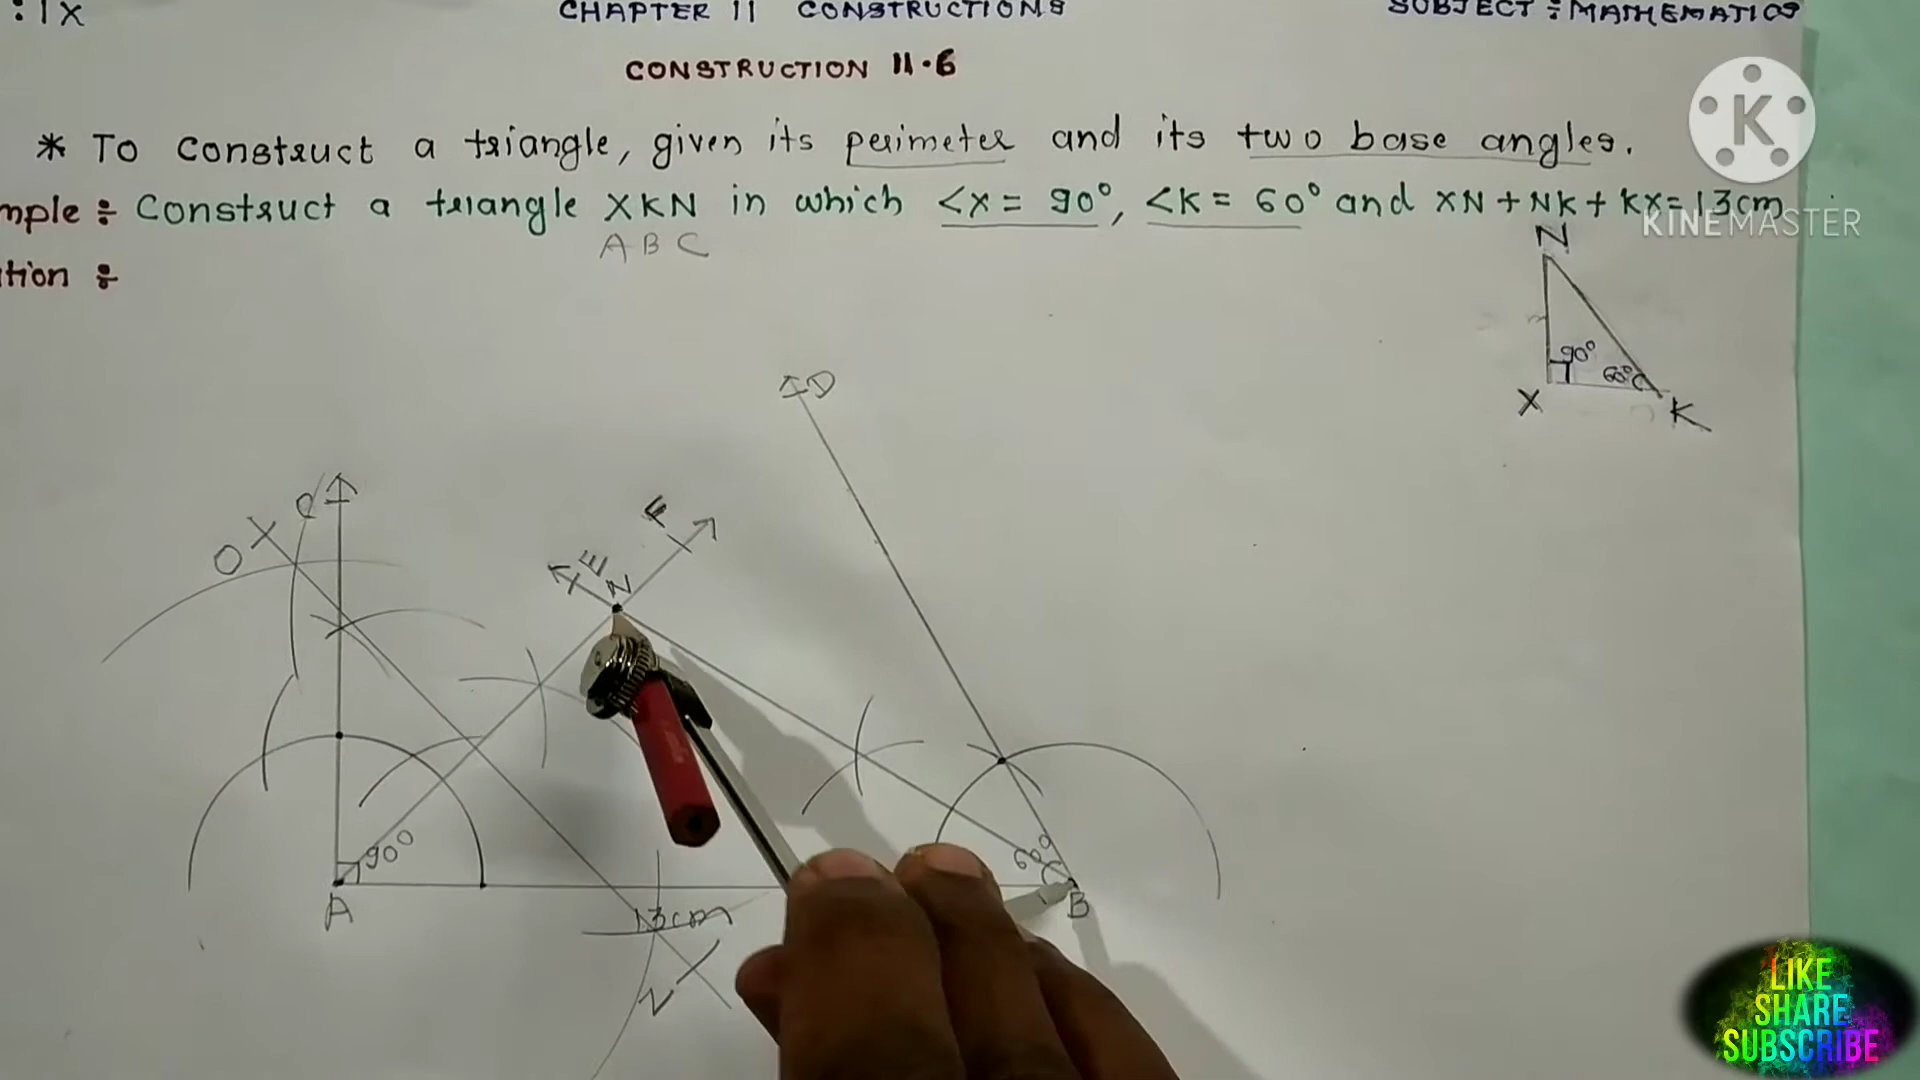 : IX CHAPTER 11 CONSTRUCTIONS SUBJECT : MATHEMATICS
CONSTRUCTION 11.6
* To construct a triangle, given its perimeter and its two base angles.
mple : Construct a triangle XKN in which <X = 90°, <K = 60° and XN + NK + KX = 13cm
KINEMASTER
A B C
tion :
N
90°
60°
X
K
D
C
O
F
E
N
90°
60°
A
13cm
B
K
LIKE
SHARE
SUBSCRIBE